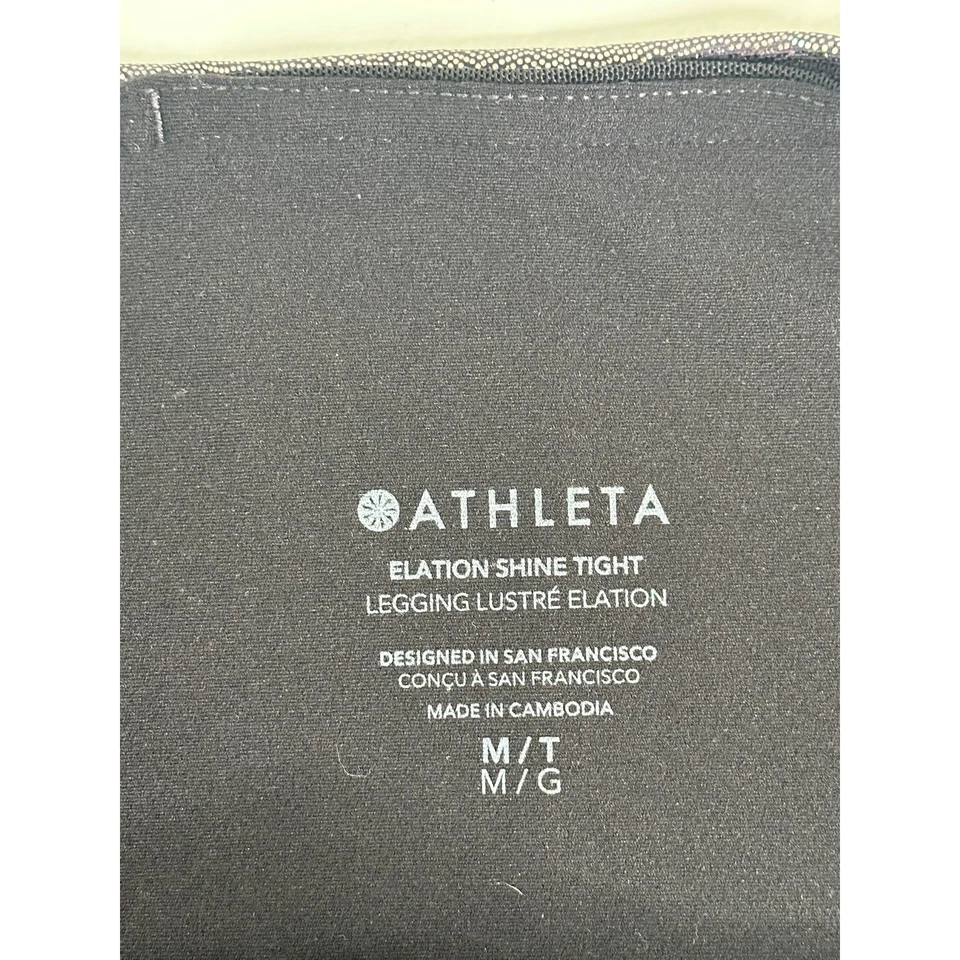 ATHLETA
ELATION SHINE TIGHT
LEGGING LUSTRÉ ELATION
DESIGNED IN SAN FRANCISCO
CONÇU À SAN FRANCISCO
MADE IN CAMBODIA
M / T
M / G